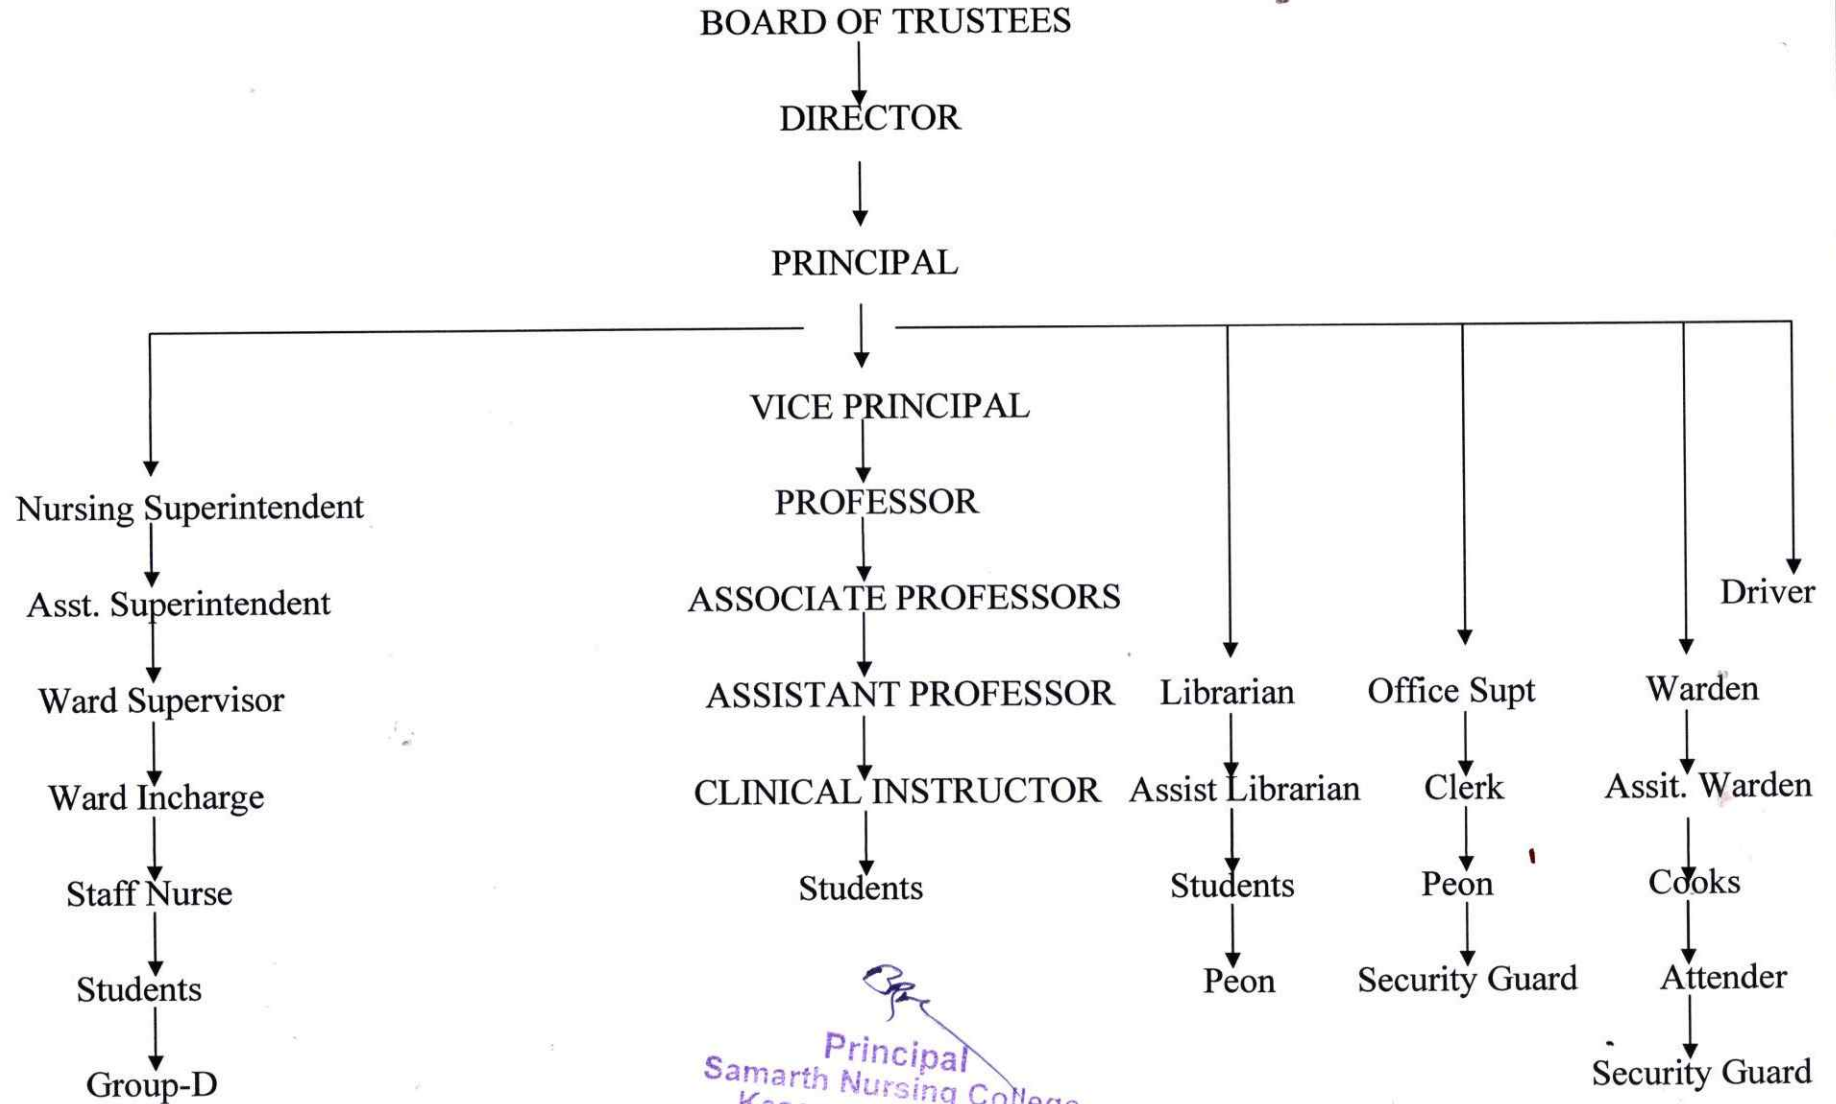 BOARD OF TRUSTEES
DIRECTOR
PRINCIPAL
VICE PRINCIPAL
PROFESSOR
ASSOCIATE PROFESSORS
ASSISTANT PROFESSOR
CLINICAL INSTRUCTOR
Students
Nursing Superintendent
Asst. Superintendent
Ward Supervisor
Ward Incharge
Staff Nurse
Students
Group-D
Librarian
Assist Librarian
Students
Peon
Office Supt
Clerk
Peon
Security Guard
Warden
Assit. Warden
Cooks
Attender
Security Guard
Driver
Principal
Samarth Nursing College